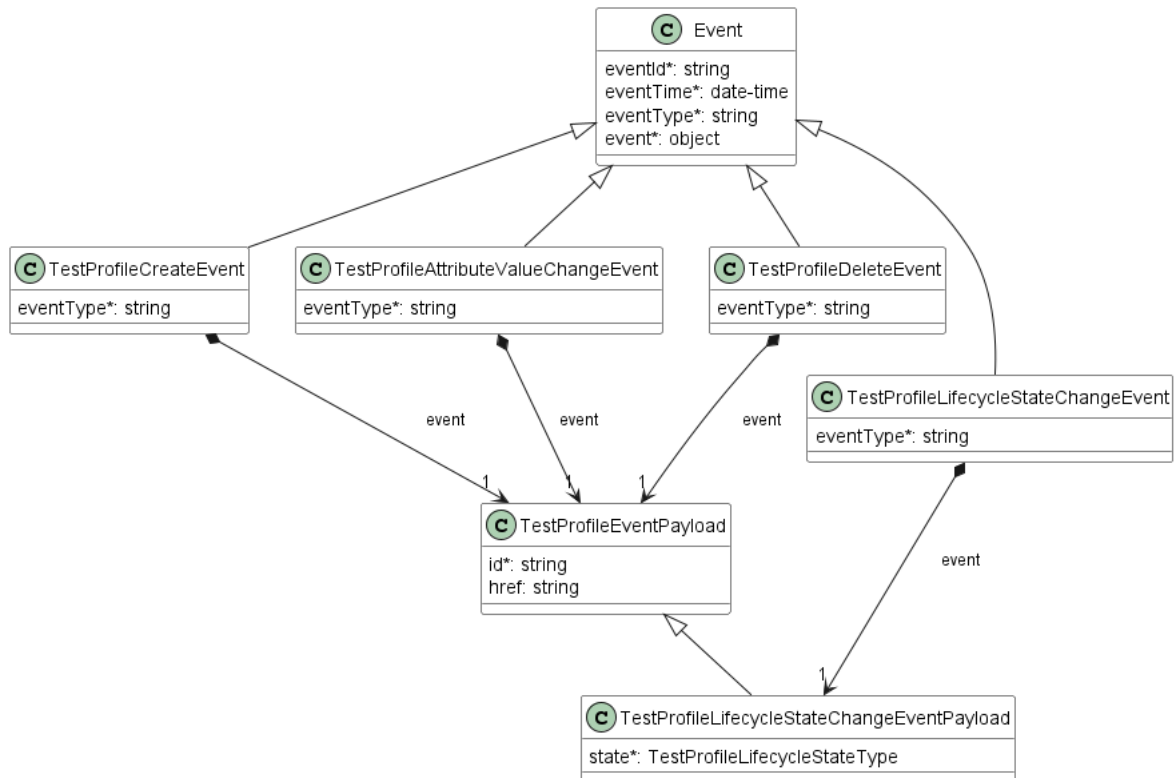 C Event
eventId*: string
eventTime*: date-time
eventType*: string
event*: object
C TestProfileCreateEvent
eventType*: string
C TestProfileAttributeValueChangeEvent
eventType*: string
C TestProfileDeleteEvent
eventType*: string
C TestProfileLifecycleStateChangeEvent
eventType*: string
event
event
event
1
1
1
C TestProfileEventPayload
id*: string
href: string
event
1
C TestProfileLifecycleStateChangeEventPayload
state*: TestProfileLifecycleStateType